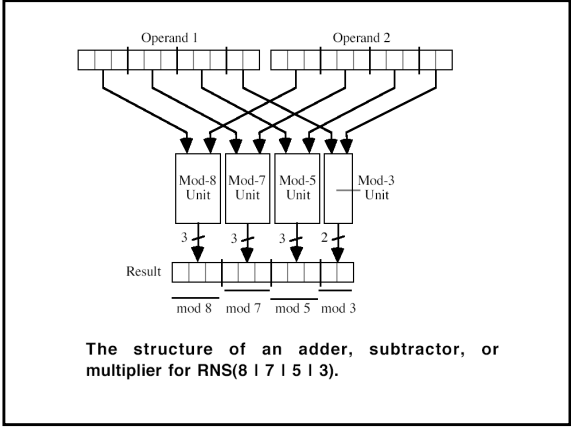 Operand 1 Operand 2
Mod-8 Unit Mod-7 Unit Mod-5 Unit Mod-3 Unit
3 3 3 2
Result
mod 8 mod 7 mod 5 mod 3
The structure of an adder, subtractor, or
multiplier for RNS(8 | 7 | 5 | 3).